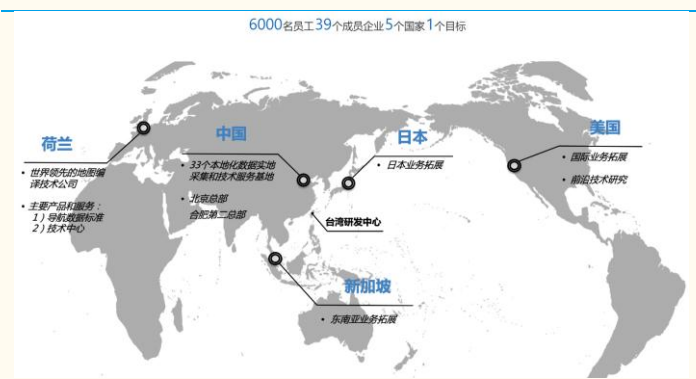 6000名员工39个成员企业5个国家1个目标
荷兰
• 世界领先的地图编
译技术公司
• 主要产品和服务：
1）导航数据标准
2）技术中心
中国
• 33个本地化数据实地
采集和技术服务基地
• 北京总部
合肥第二总部
台湾研发中心
日本
• 日本业务拓展
美国
• 国际业务拓展
• 前沿技术研究
新加坡
• 东南亚业务拓展